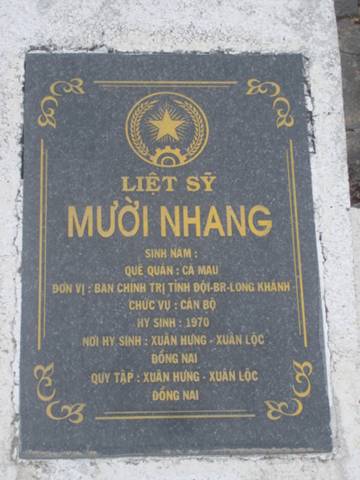 LIỆT SỸ
MƯỜI NHANG
SINH NĂM :
QUÊ QUÁN : CÀ MAU
ĐƠN VỊ : BAN CHÍNH TRỊ TỈNH ĐỘI-BR-LONG KHÁNH
CHỨC VỤ : CÁN BỘ
HY SINH : 1970
NƠI HY SINH : XUÂN HƯNG - XUÂN LỘC
ĐỒNG NAI
QUY TẬP : XUÂN HƯNG - XUÂN LỘC
ĐỒNG NAI